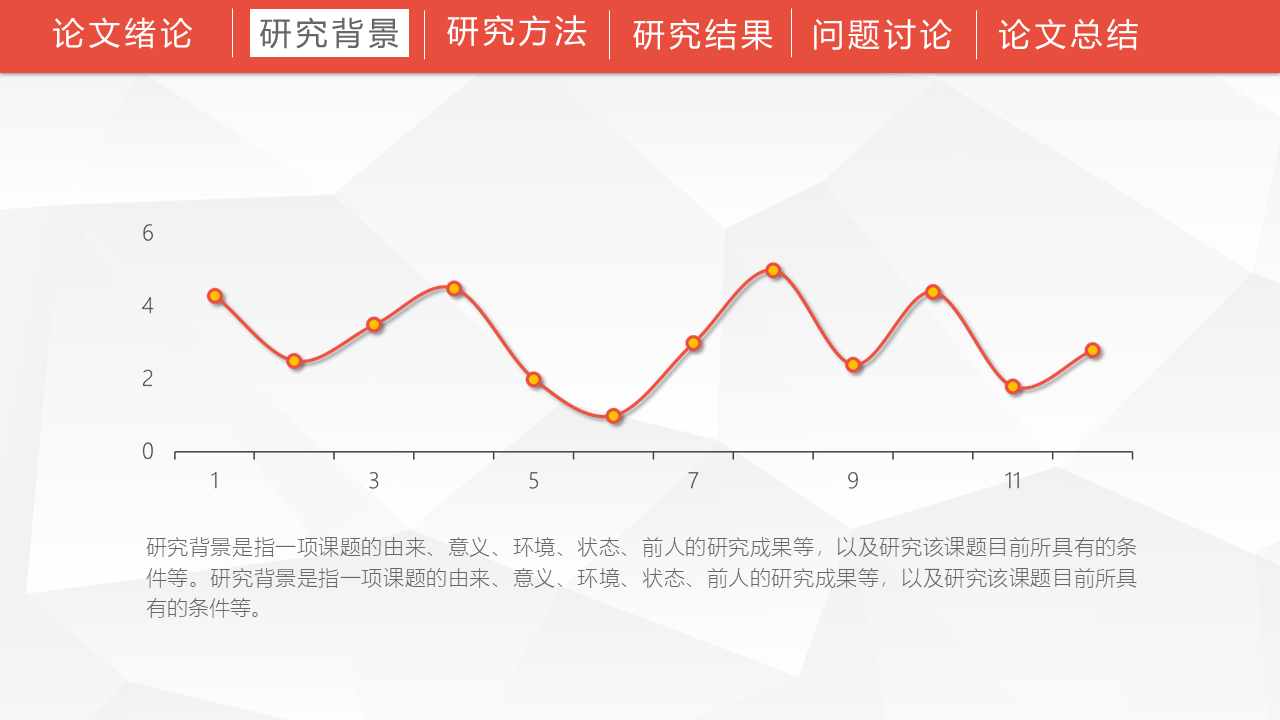 论文绪论
研究背景
研究方法
研究结果
问题讨论
论文总结
6
4
2
0
1
3
5
7
9
11
研究背景是指一项课题的由来、意义、环境、状态、前人的研究成果等，以及研究该课题目前所具有的条
件等。研究背景是指一项课题的由来、意义、环境、状态、前人的研究成果等，以及研究该课题目前所具
有的条件等。